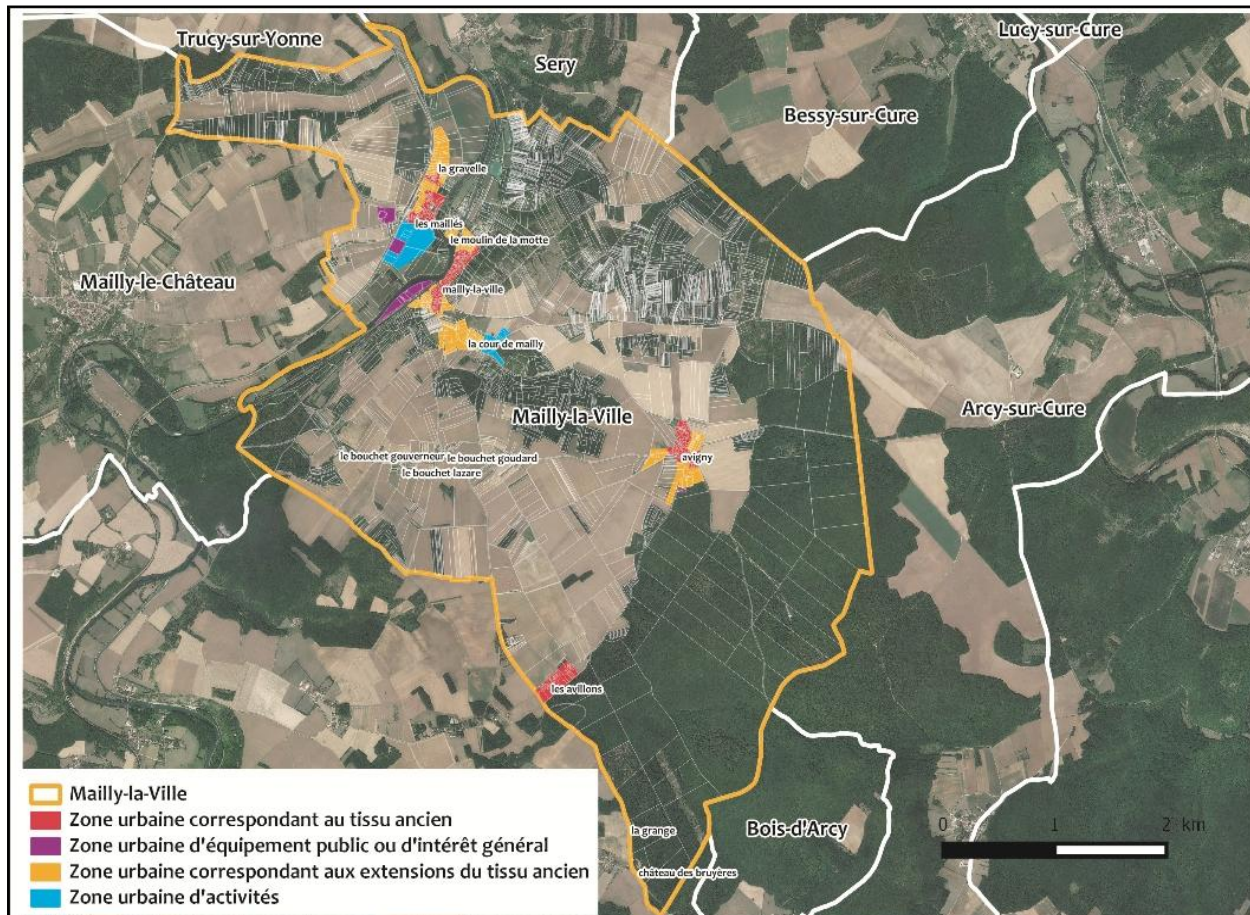 Trucy-sur-Yonne
Sery
Lucy-sur-Cure
Bessy-sur-Cure
la gravelle
les maillés
le moulin de la motte
Mailly-le-Château
mailly-la-ville
la cour de mailly
Mailly-la-Ville
Arcy-sur-Cure
le bouchet gouverneur
le bouchet goudard
avigny
le bouchet lazare
les avillons
la grange
Bois-d'Arcy
château des bruyères
0 1 2 km
Mailly-la-Ville
Zone urbaine correspondant au tissu ancien
Zone urbaine d'équipement public ou d'intérêt général
Zone urbaine correspondant aux extensions du tissu ancien
Zone urbaine d'activités